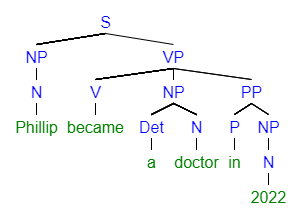 S
NP VP
N V NP PP
Phillip became Det N P NP
a doctor in N
2022